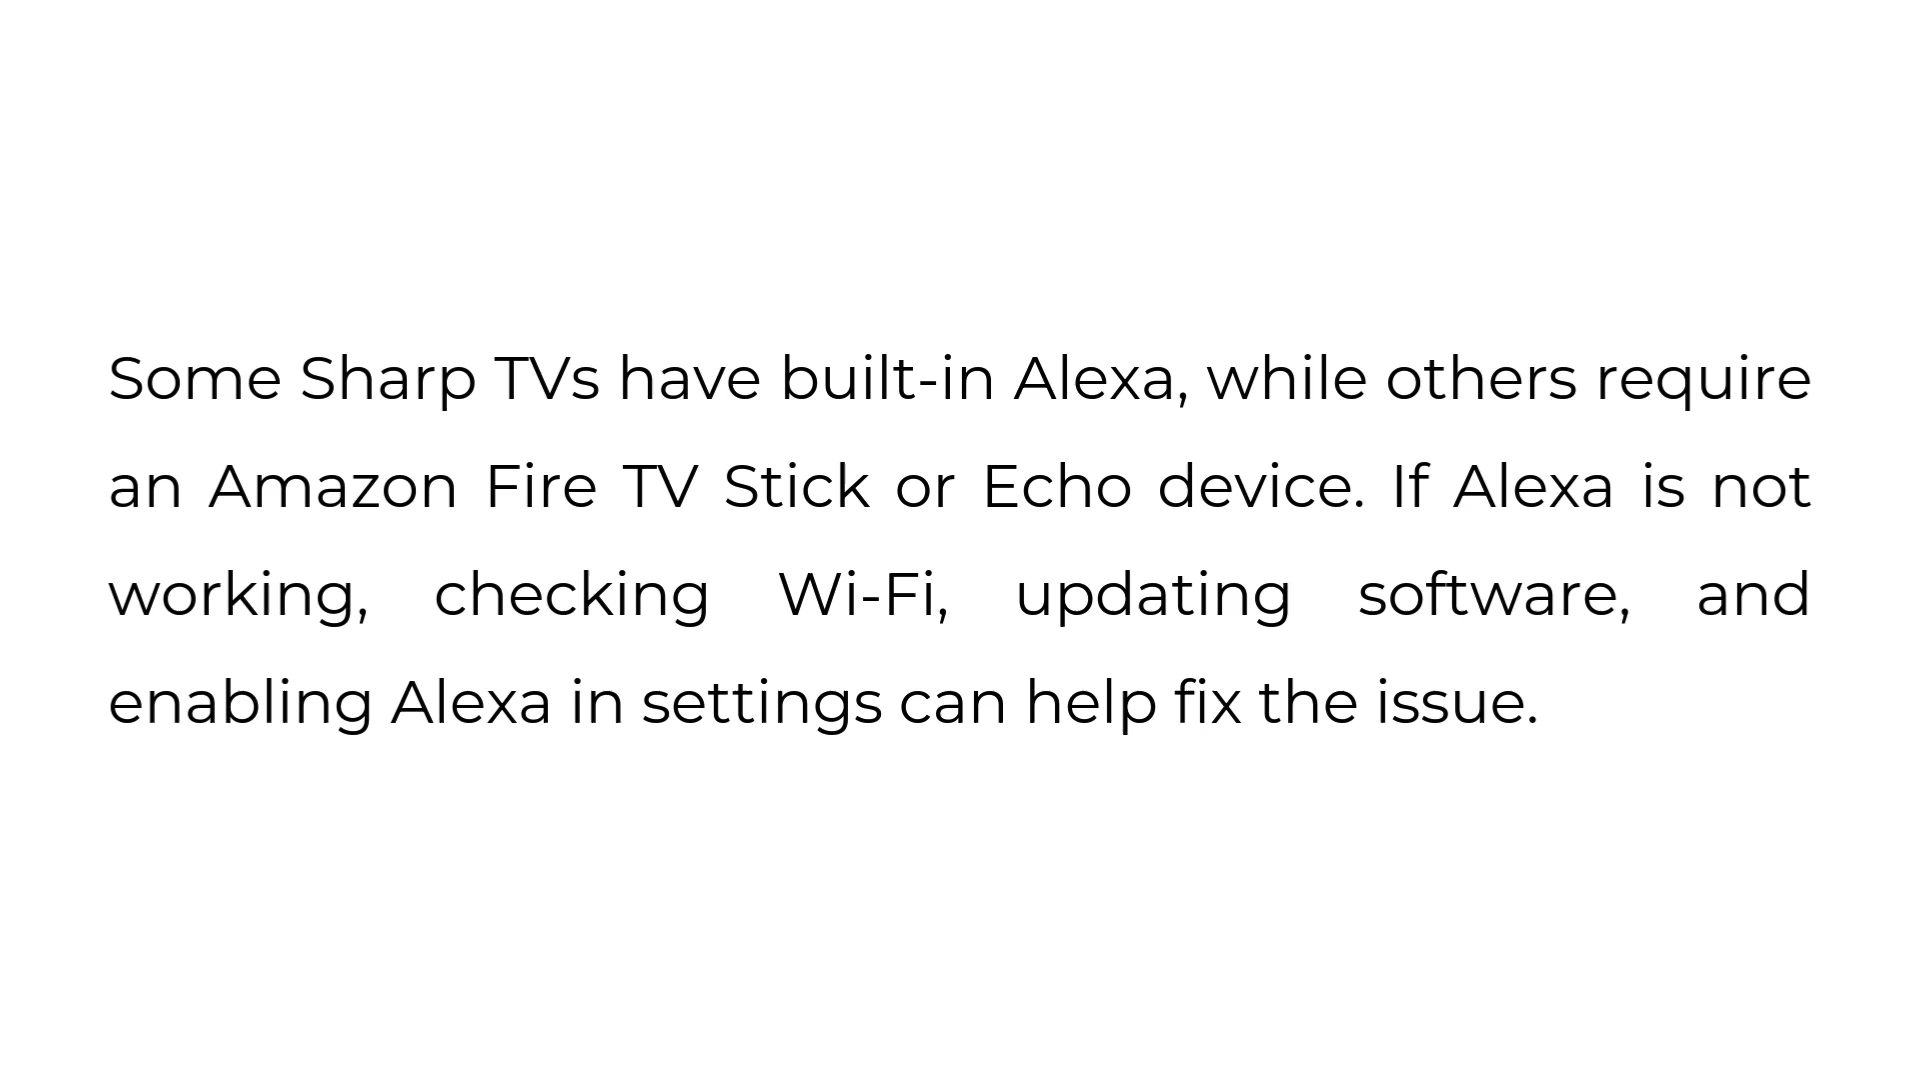 Some Sharp TVs have built-in Alexa, while others require
an Amazon Fire TV Stick or Echo device. If Alexa is not
working, checking Wi-Fi, updating software, and
enabling Alexa in settings can help fix the issue.